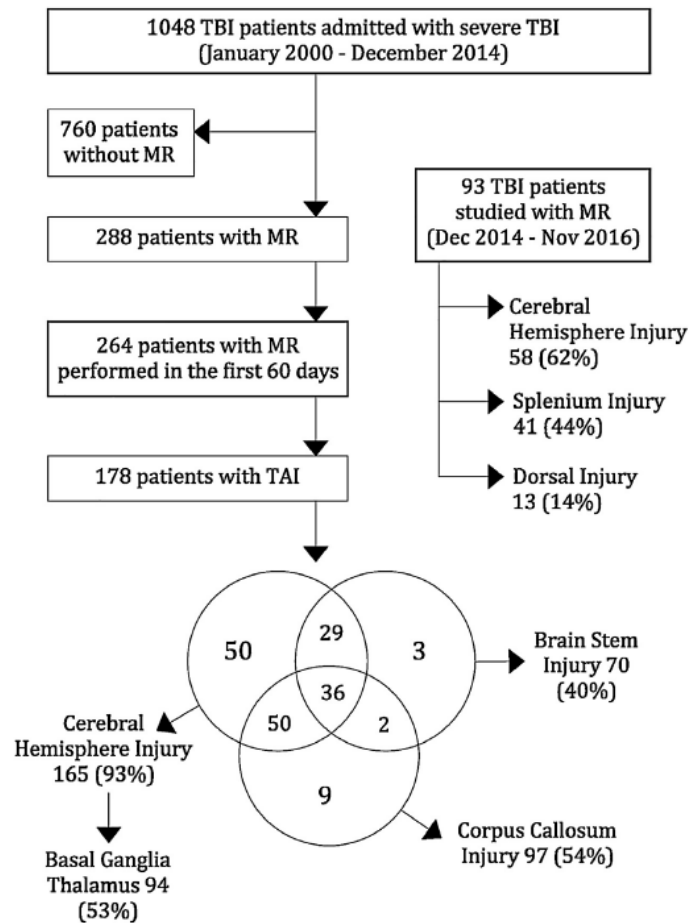 1048 TBI patients admitted with severe TBI
(January 2000 - December 2014)
760 patients
without MR
288 patients with MR
264 patients with MR
performed in the first 60 days
178 patients with TAI
93 TBI patients
studied with MR
(Dec 2014 - Nov 2016)
Cerebral
Hemisphere Injury
58 (62%)
Splenium Injury
41 (44%)
Dorsal Injury
13 (14%)
50
29
3
36
50
2
9
Brain Stem
Injury 70
(40%)
Cerebral
Hemisphere Injury
165 (93%)
Basal Ganglia
Thalamus 94
(53%)
Corpus Callosum
Injury 97 (54%)